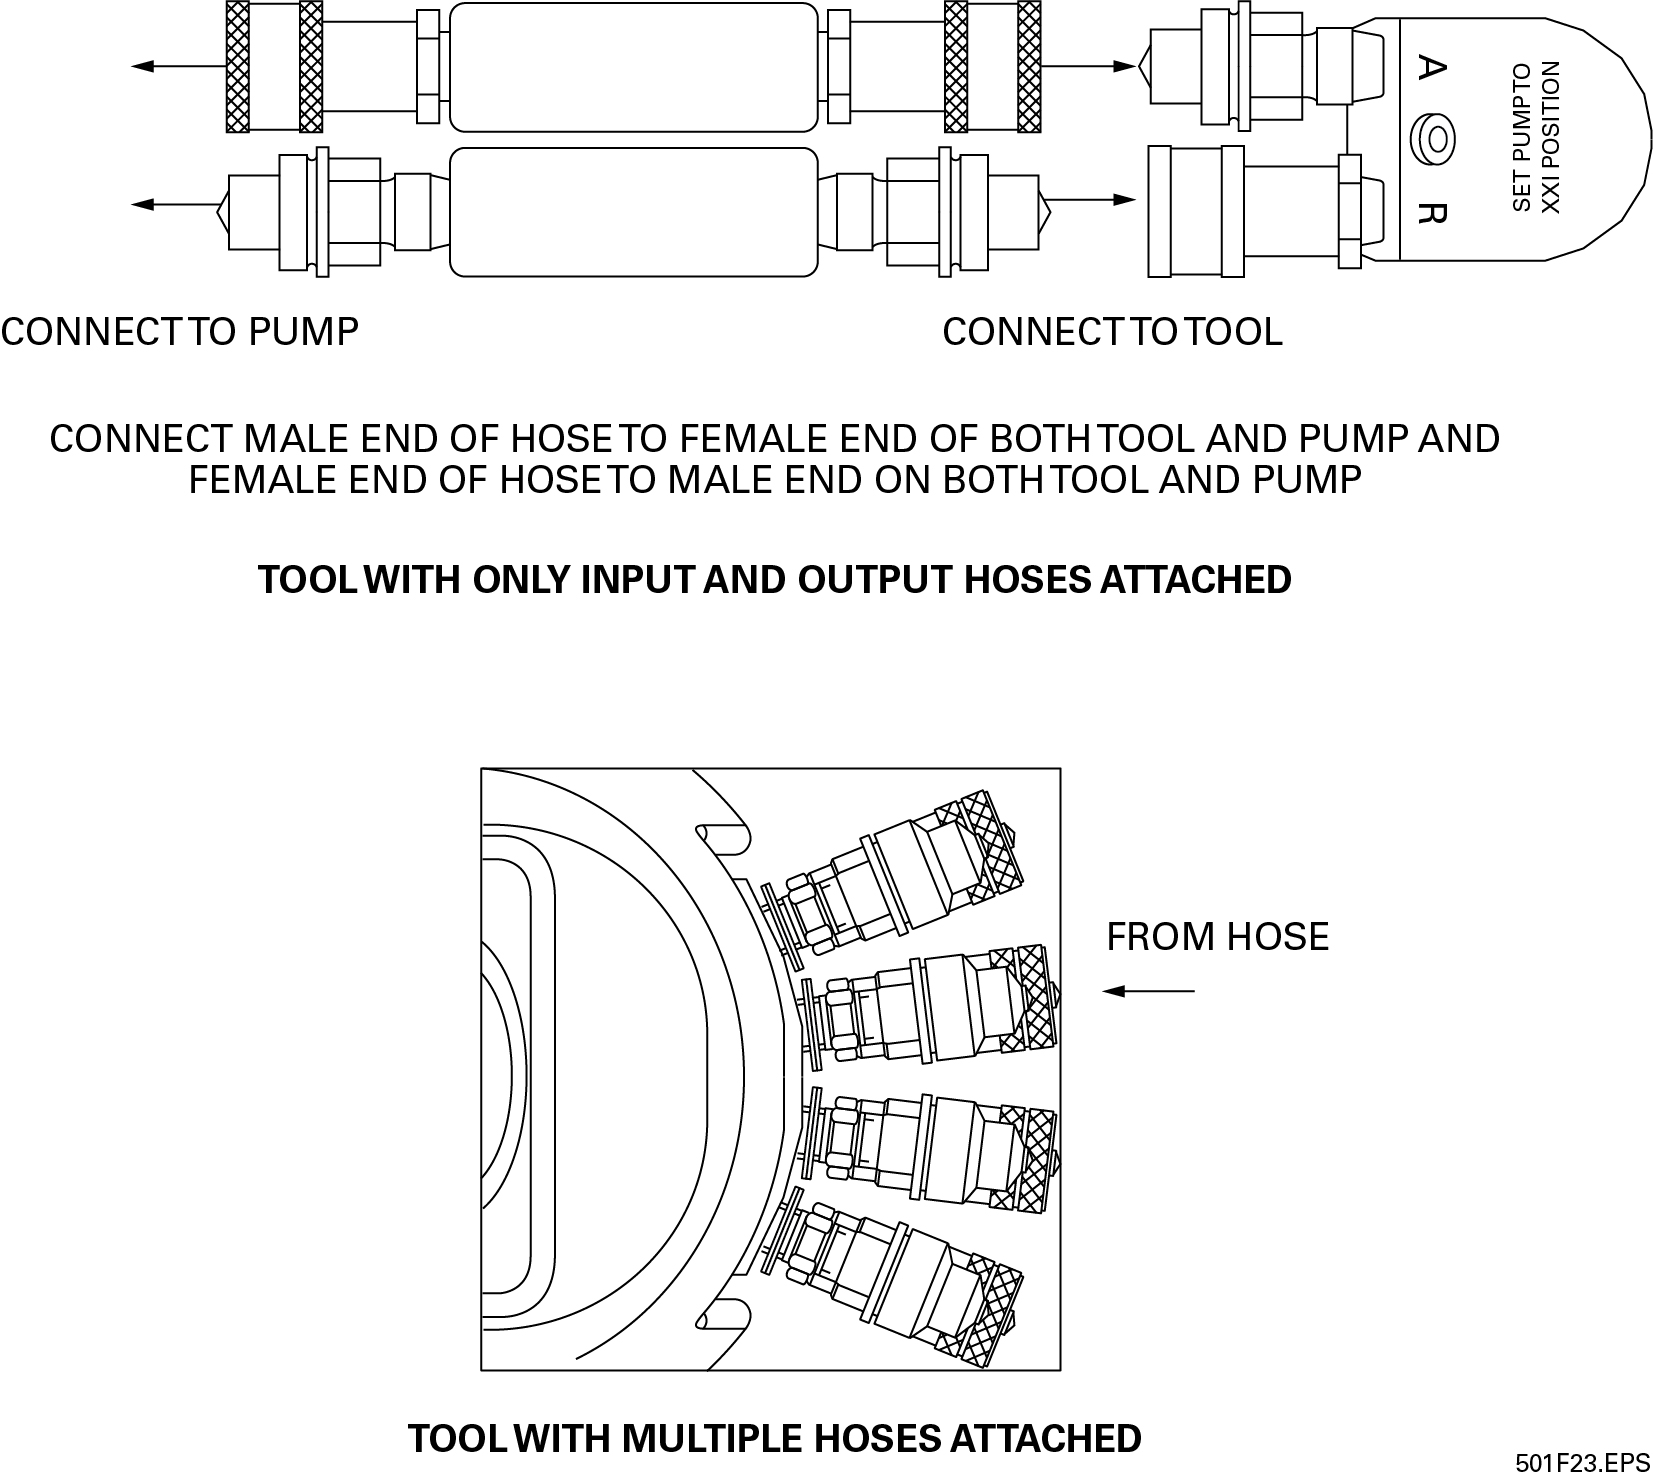 A
R
SET PUMP TO
XXI POSITION
CONNECT TO PUMP
CONNECT TO TOOL
CONNECT MALE END OF HOSE TO FEMALE END OF BOTH TOOL AND PUMP AND
FEMALE END OF HOSE TO MALE END ON BOTH TOOL AND PUMP
TOOL WITH ONLY INPUT AND OUTPUT HOSES ATTACHED
FROM HOSE
TOOL WITH MULTIPLE HOSES ATTACHED
501F23.EPS